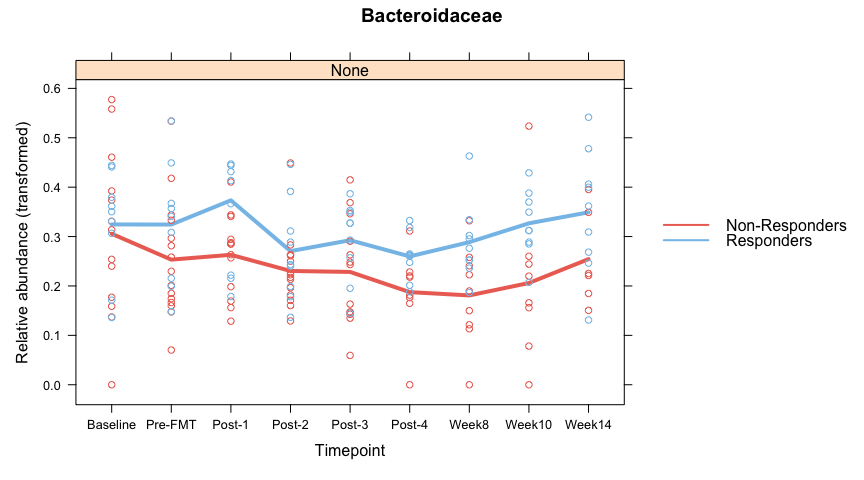 Bacteroidaceae
None
Relative abundance (transformed)
0.6
0.5
0.4
0.3
0.2
0.1
0.0
Baseline Pre-FMT Post-1 Post-2 Post-3 Post-4 Week8 Week10 Week14
Timepoint
Non-Responders
Responders